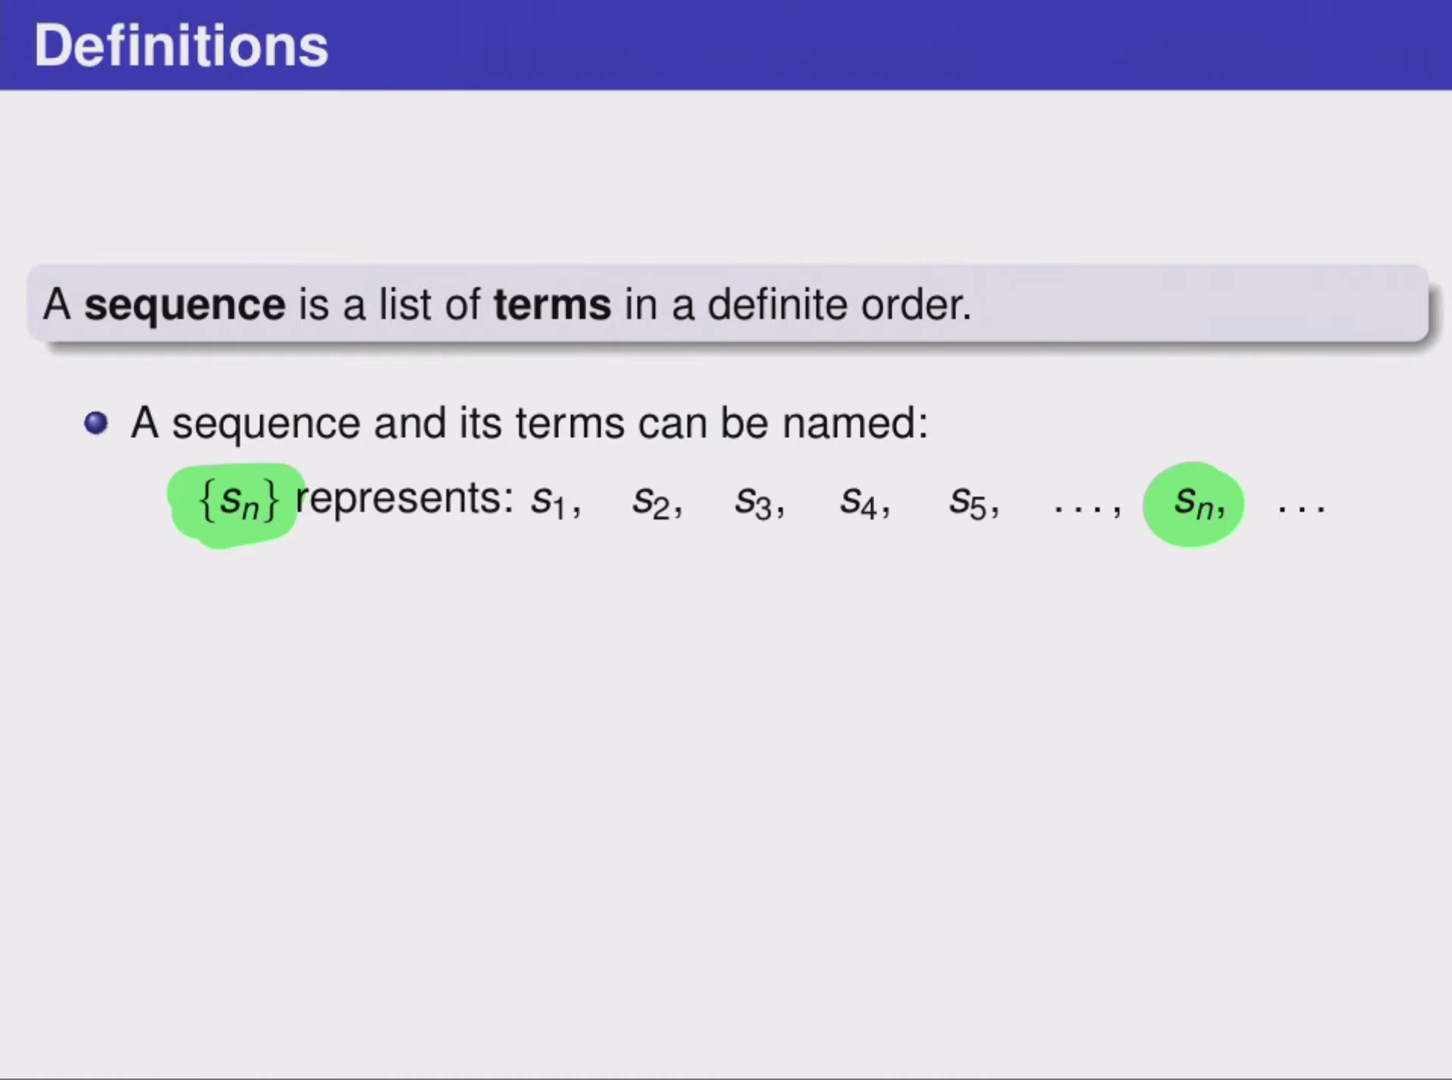 Definitions
A sequence is a list of terms in a definite order.
A sequence and its terms can be named:
{sₙ} represents: s₁, s₂, s₃, s₄, s₅, ..., sₙ, ...